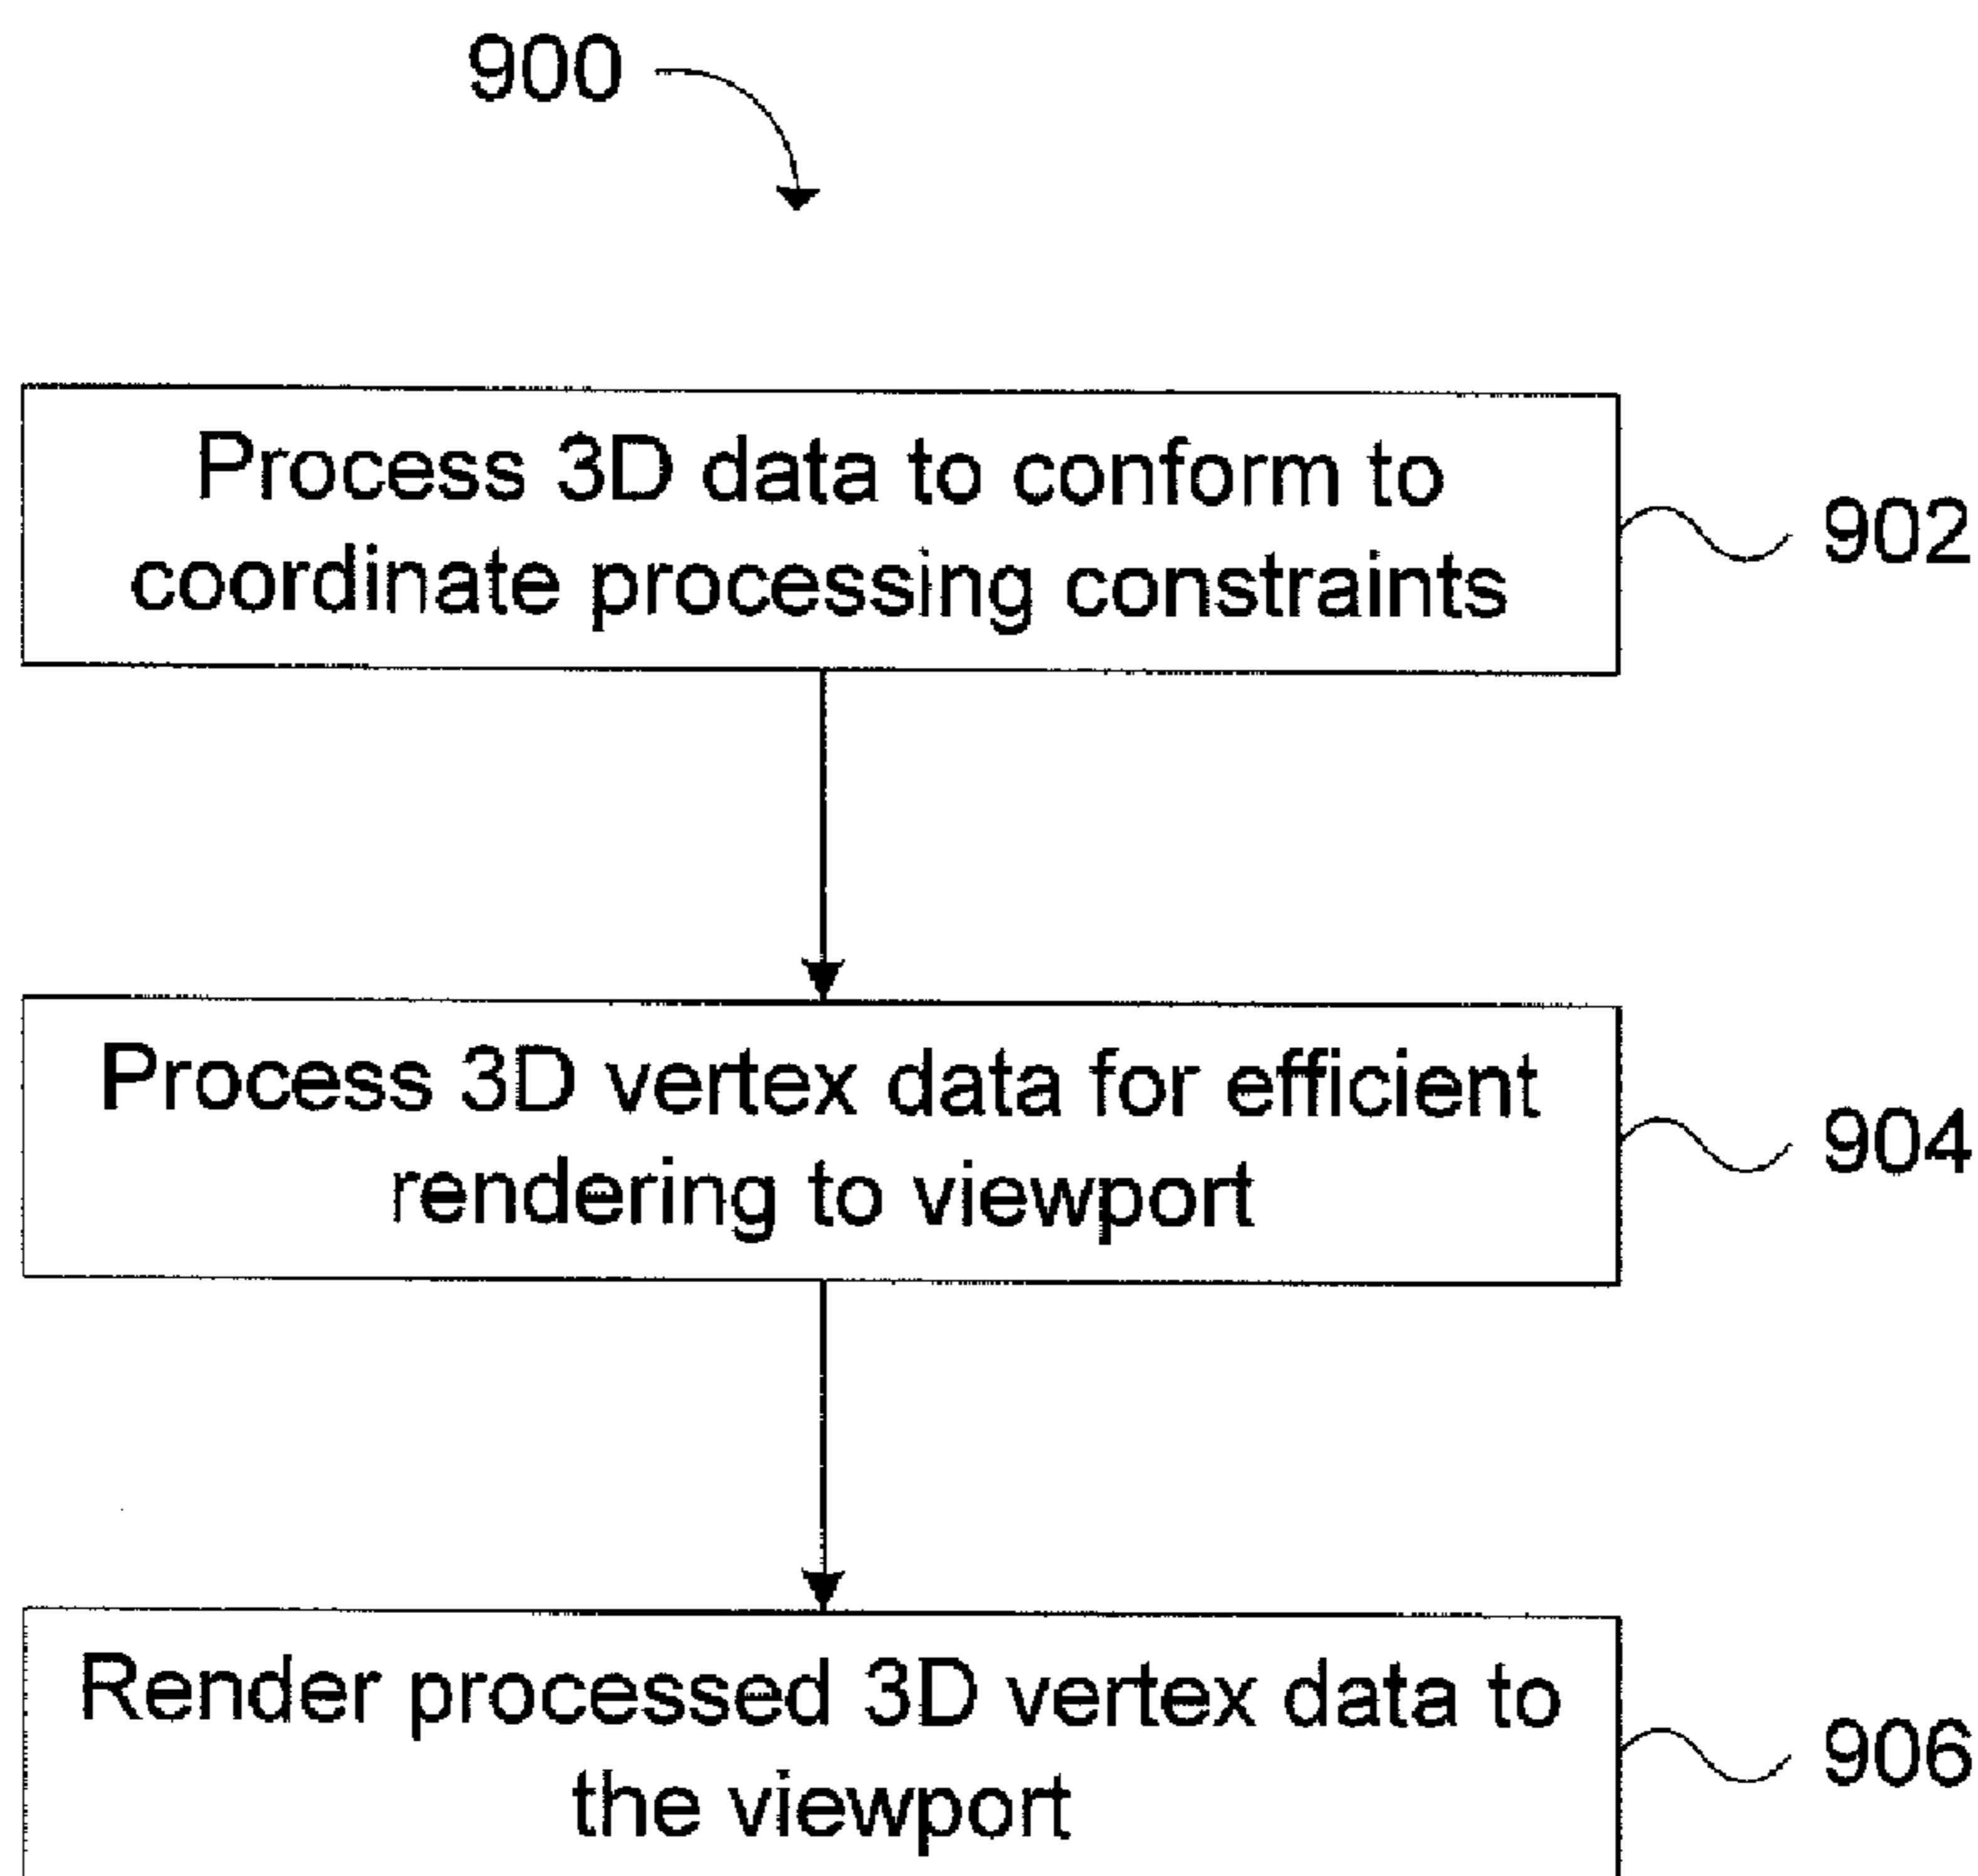 900
Process 3D data to conform to
coordinate processing constraints
902
Process 3D vertex data for efficient
rendering to viewport
904
Render processed 3D vertex data to
the viewport
906